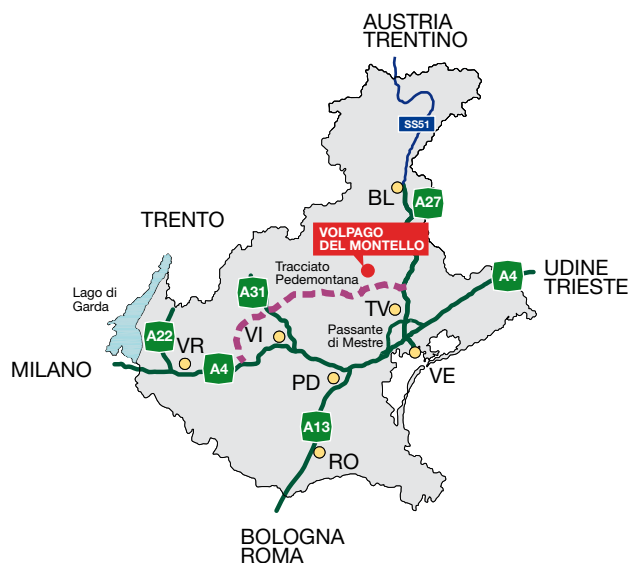 AUSTRIA
TRENTINO
SS51
BL
A27
TRENTO
VOLPAGO
DEL MONTELLO
Tracciato
Pedemontana
UDINE
TRIESTE
A4
Lago di
Garda
A31
TV
A22
VI
Passante
di Mestre
VR
MILANO
A4
PD
VE
A13
RO
BOLOGNA
ROMA